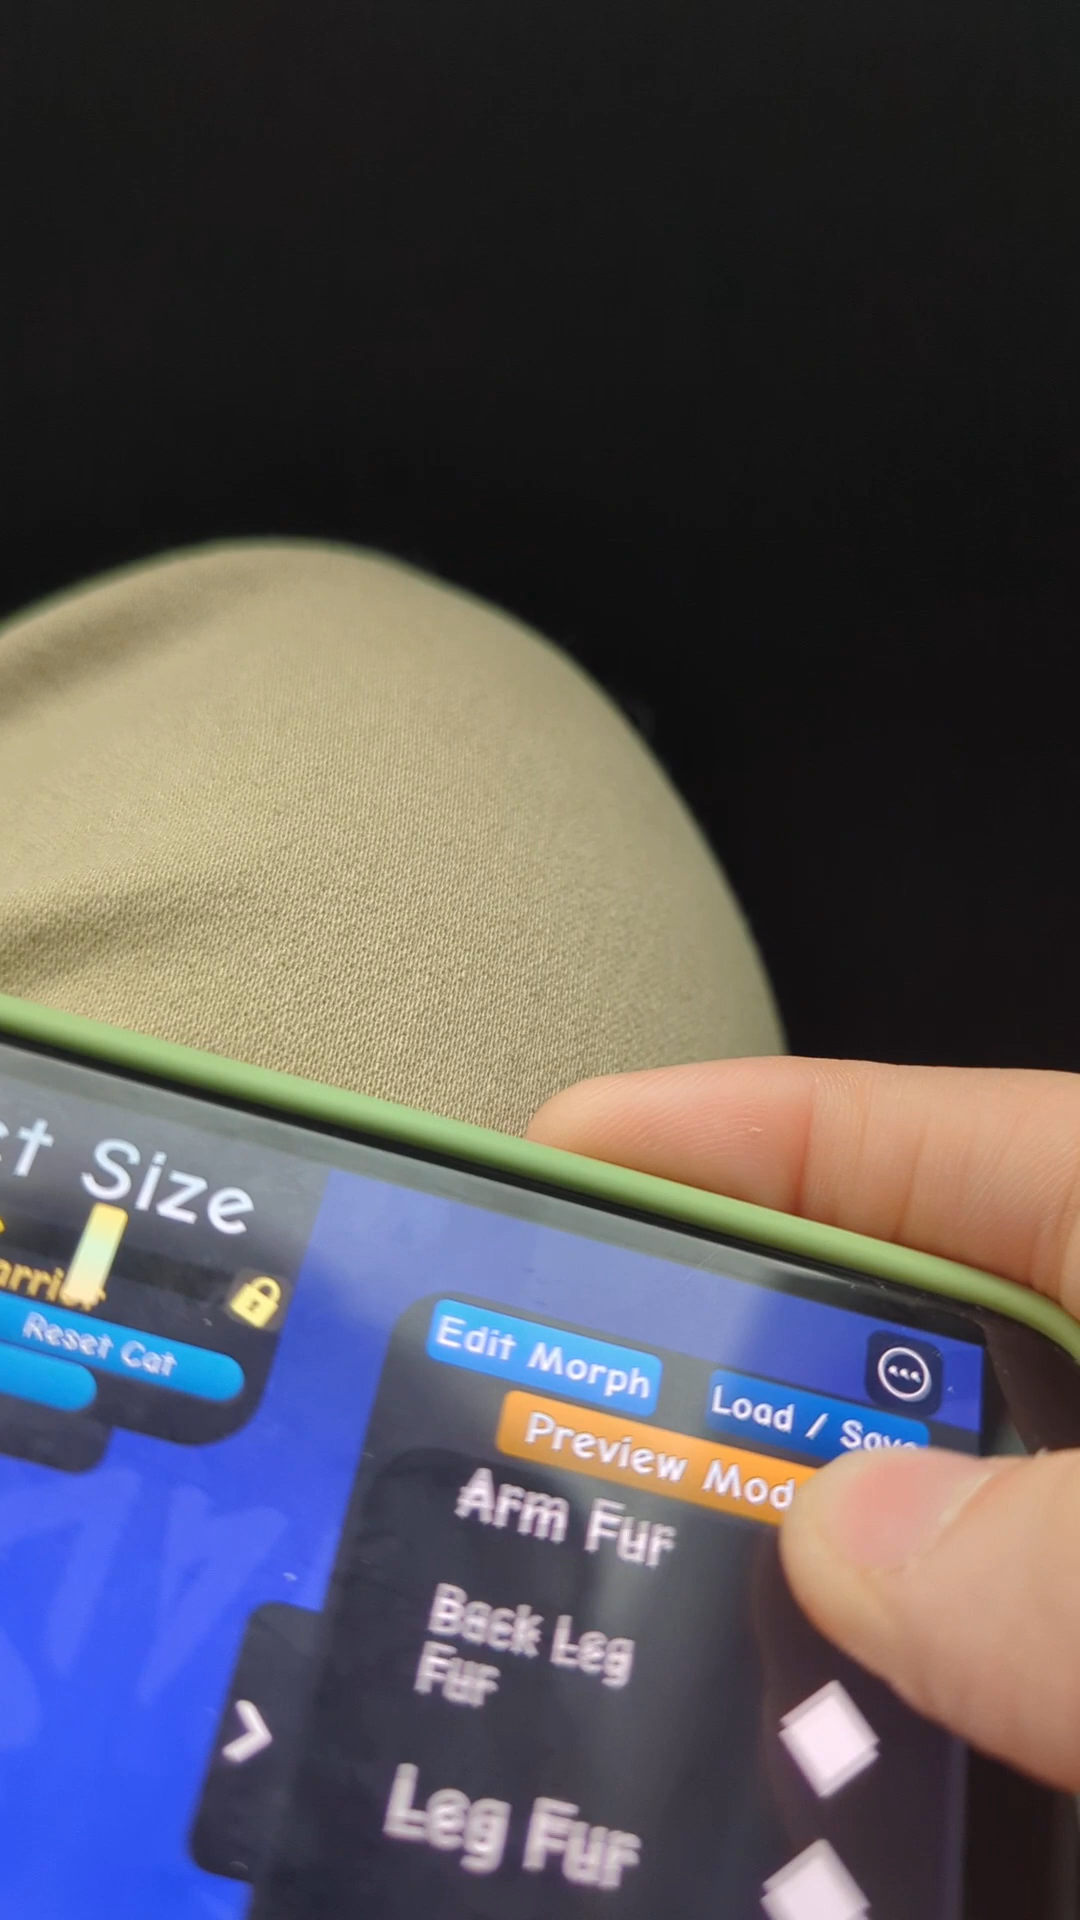 Size
Reset Cat
Edit Morph
Load / Save
Preview Mod
Arm Fur
Back Leg
Fur
Leg Fur